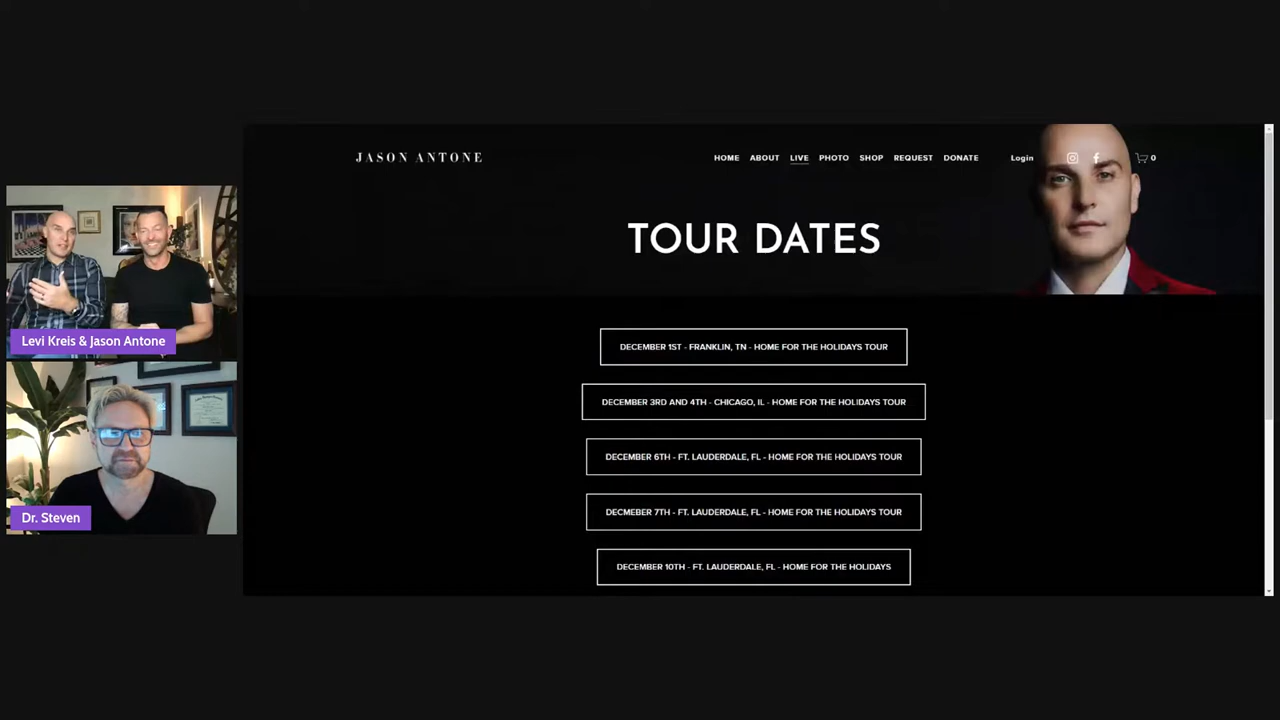 JASON ANTONE
HOME ABOUT LIVE PHOTO SHOP REQUEST DONATE Login 0
TOUR DATES
DECEMBER 1ST - FRANKLIN, TN - HOME FOR THE HOLIDAYS TOUR
DECEMBER 3RD AND 4TH - CHICAGO, IL - HOME FOR THE HOLIDAYS TOUR
DECEMBER 6TH - FT. LAUDERDALE, FL - HOME FOR THE HOLIDAYS TOUR
DECMEBER 7TH - FT. LAUDERDALE, FL - HOME FOR THE HOLIDAYS TOUR
DECEMBER 10TH - FT. LAUDERDALE, FL - HOME FOR THE HOLIDAYS
Levi Kreis & Jason Antone
Dr. Steven